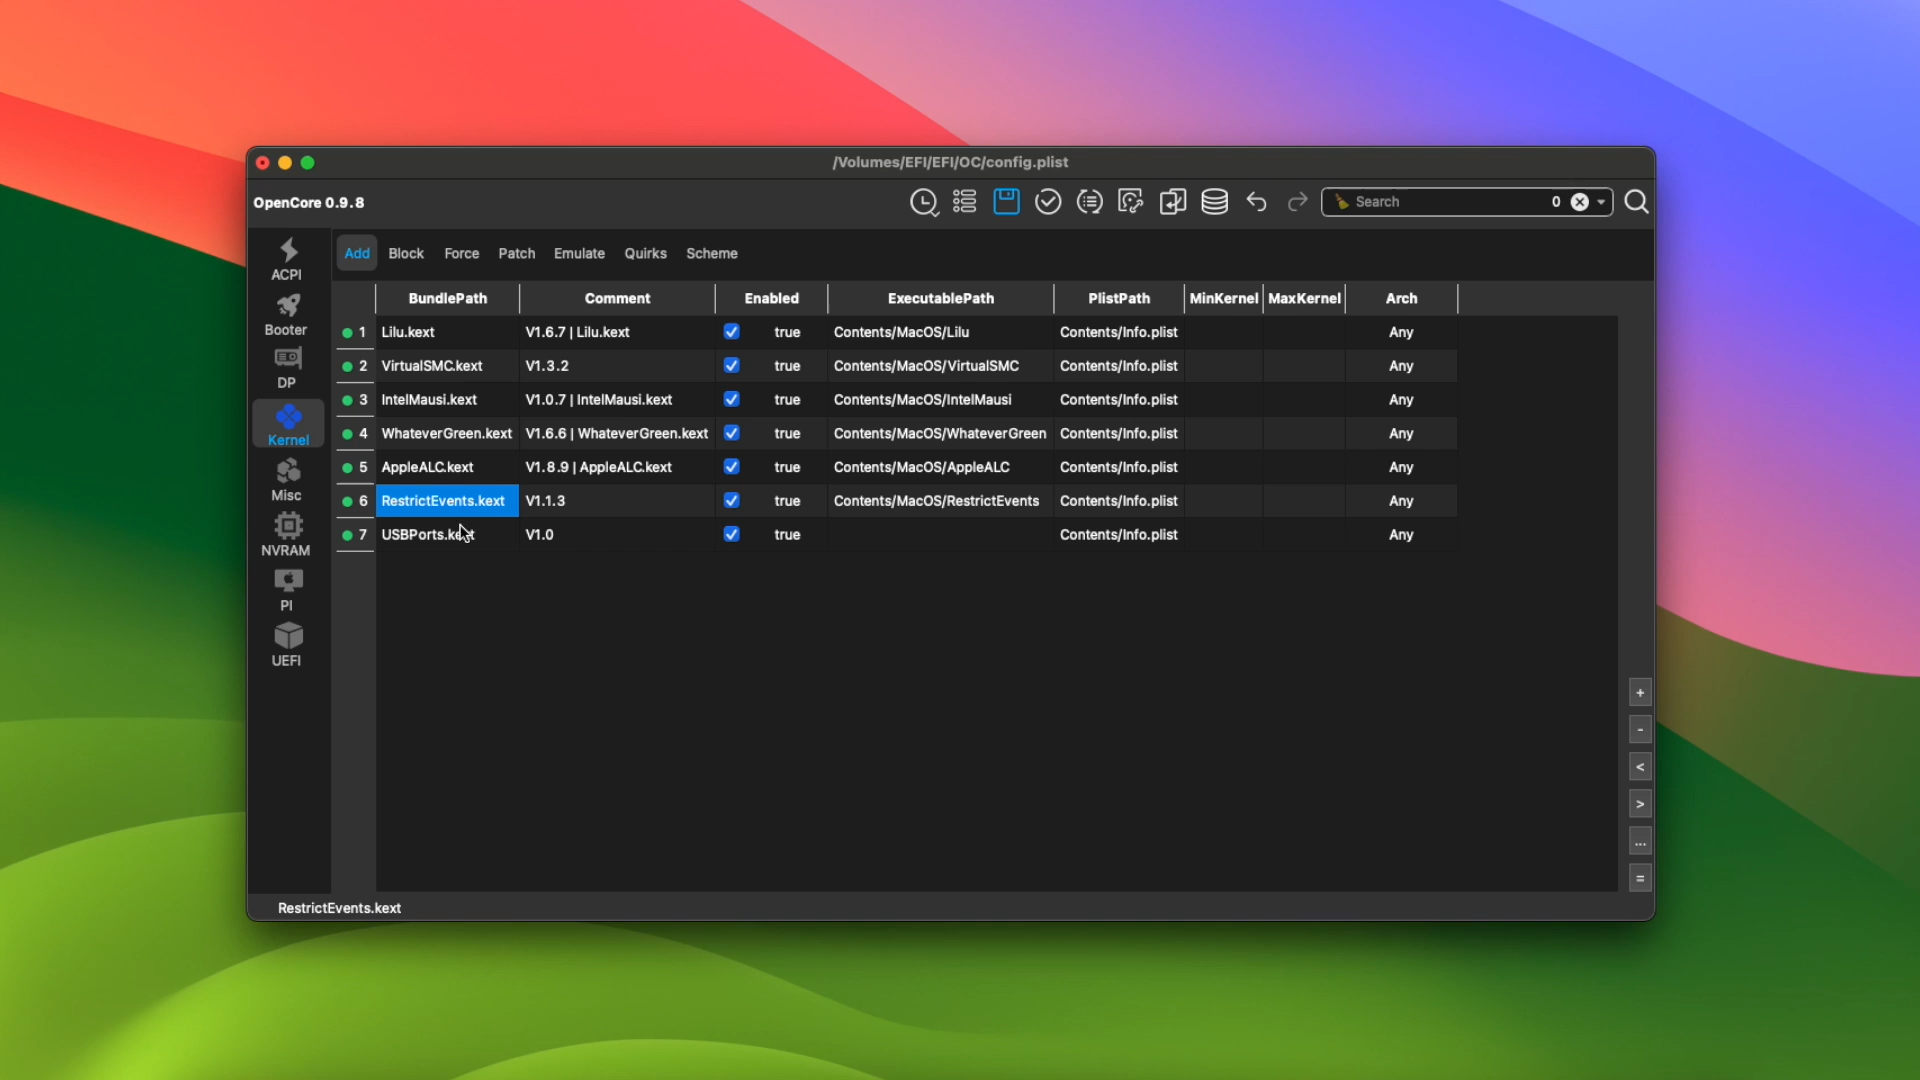 /Volumes/EFI/EFI/OC/config.plist
OpenCore 0.9.8
Search 0
ACPI
Booter
DP
Kernel
Misc
NVRAM
PI
UEFI
Add Block Force Patch Emulate Quirks Scheme
BundlePath Comment Enabled ExecutablePath PlistPath MinKernel MaxKernel Arch
1 Lilu.kext V1.6.7 | Lilu.kext true Contents/MacOS/Lilu Contents/Info.plist Any
2 VirtualSMC.kext V1.3.2 true Contents/MacOS/VirtualSMC Contents/Info.plist Any
3 IntelMausi.kext V1.0.7 | IntelMausi.kext true Contents/MacOS/IntelMausi Contents/Info.plist Any
4 WhateverGreen.kext V1.6.6 | WhateverGreen.kext true Contents/MacOS/WhateverGreen Contents/Info.plist Any
5 AppleALC.kext V1.8.9 | AppleALC.kext true Contents/MacOS/AppleALC Contents/Info.plist Any
6 RestrictEvents.kext V1.1.3 true Contents/MacOS/RestrictEvents Contents/Info.plist Any
7 USBPorts.kext V1.0 true Contents/Info.plist Any
+
-
<
>
...
=
RestrictEvents.kext